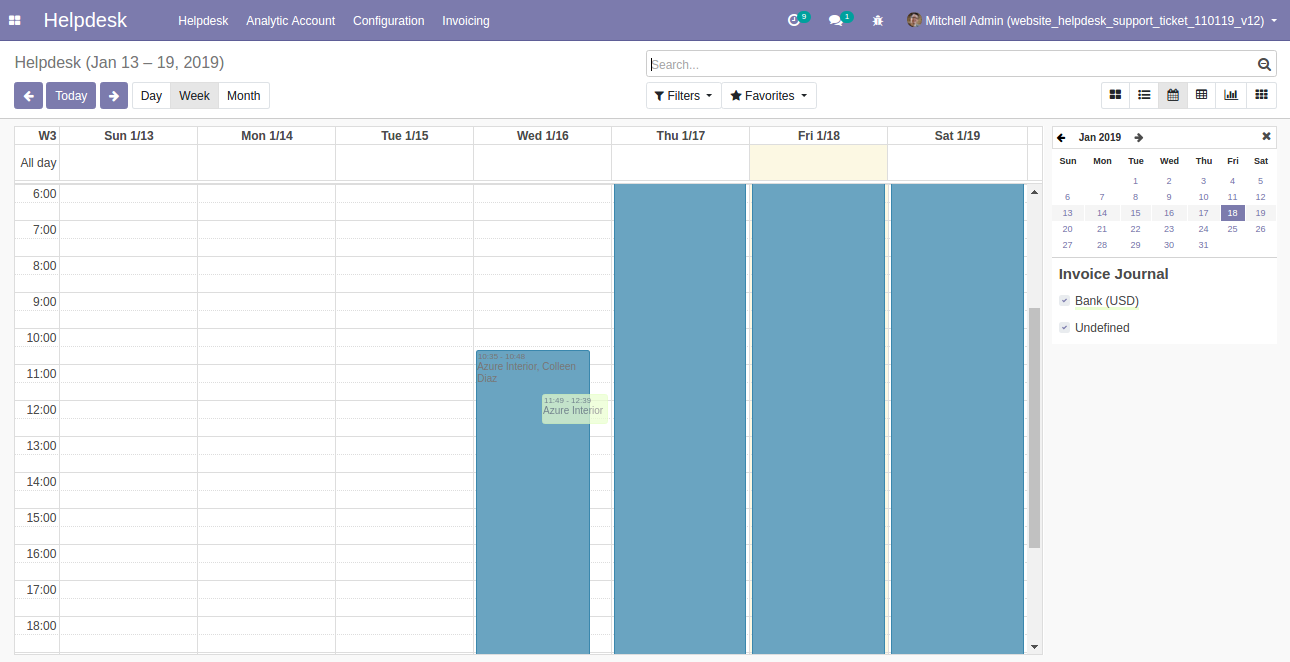 Helpdesk Helpdesk Analytic Account Configuration Invoicing 9 1 Mitchell Admin (website_helpdesk_support_ticket_110119_v12)
Helpdesk (Jan 13 – 19, 2019)
Search...
Today Day Week Month Filters Favorites
W3 Sun 1/13 Mon 1/14 Tue 1/15 Wed 1/16 Thu 1/17 Fri 1/18 Sat 1/19
All day
6:00
7:00
8:00
9:00
10:00
10:35 - 10:48
Azure Interior, Colleen
Diaz
11:00
11:49 - 12:39
Azure Interior
12:00
13:00
14:00
15:00
16:00
17:00
18:00
Jan 2019
Sun Mon Tue Wed Thu Fri Sat
1 2 3 4 5
6 7 8 9 10 11 12
13 14 15 16 17 18 19
20 21 22 23 24 25 26
27 28 29 30 31
Invoice Journal
Bank (USD)
Undefined